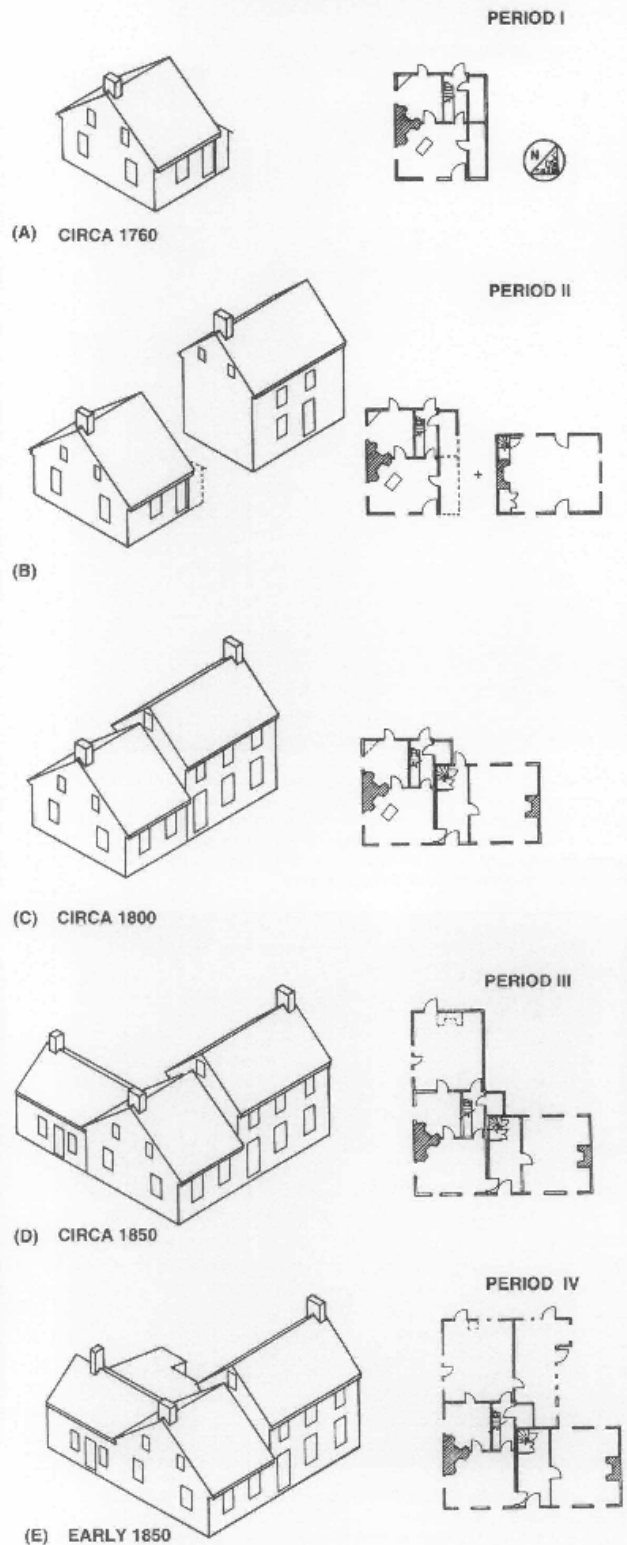 PERIOD I
N
(A) CIRCA 1760
PERIOD II
+
(B)
(C) CIRCA 1800
PERIOD III
(D) CIRCA 1850
PERIOD IV
(E) EARLY 1850